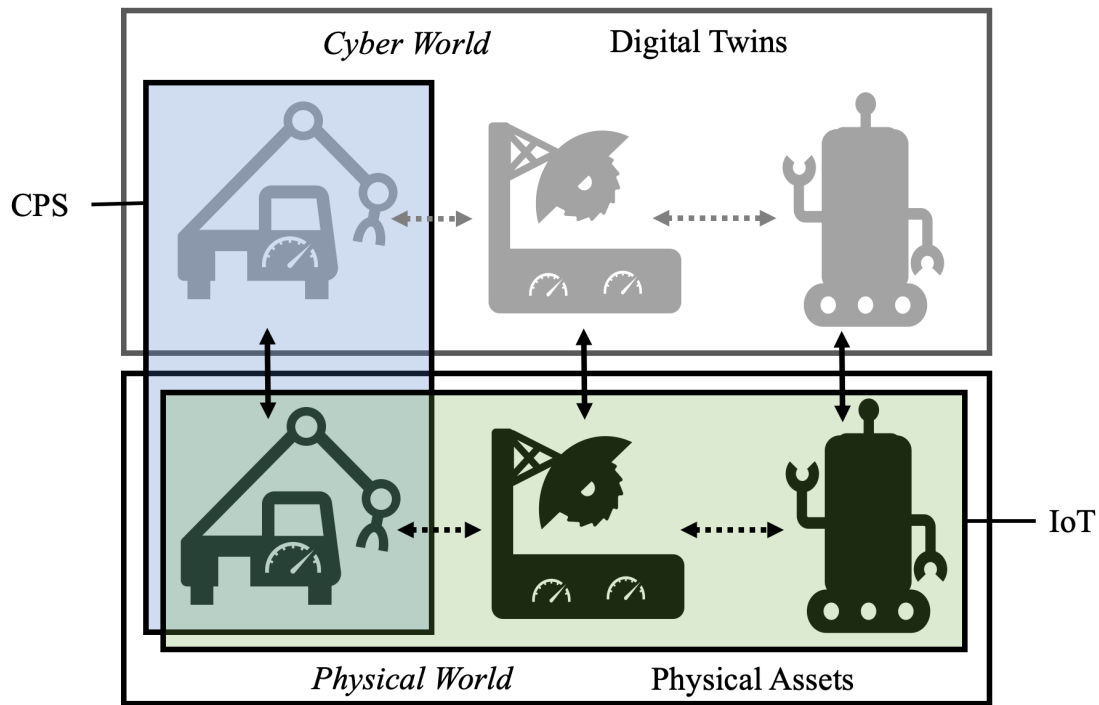 Cyber World
Digital Twins
CPS
IoT
Physical World
Physical Assets